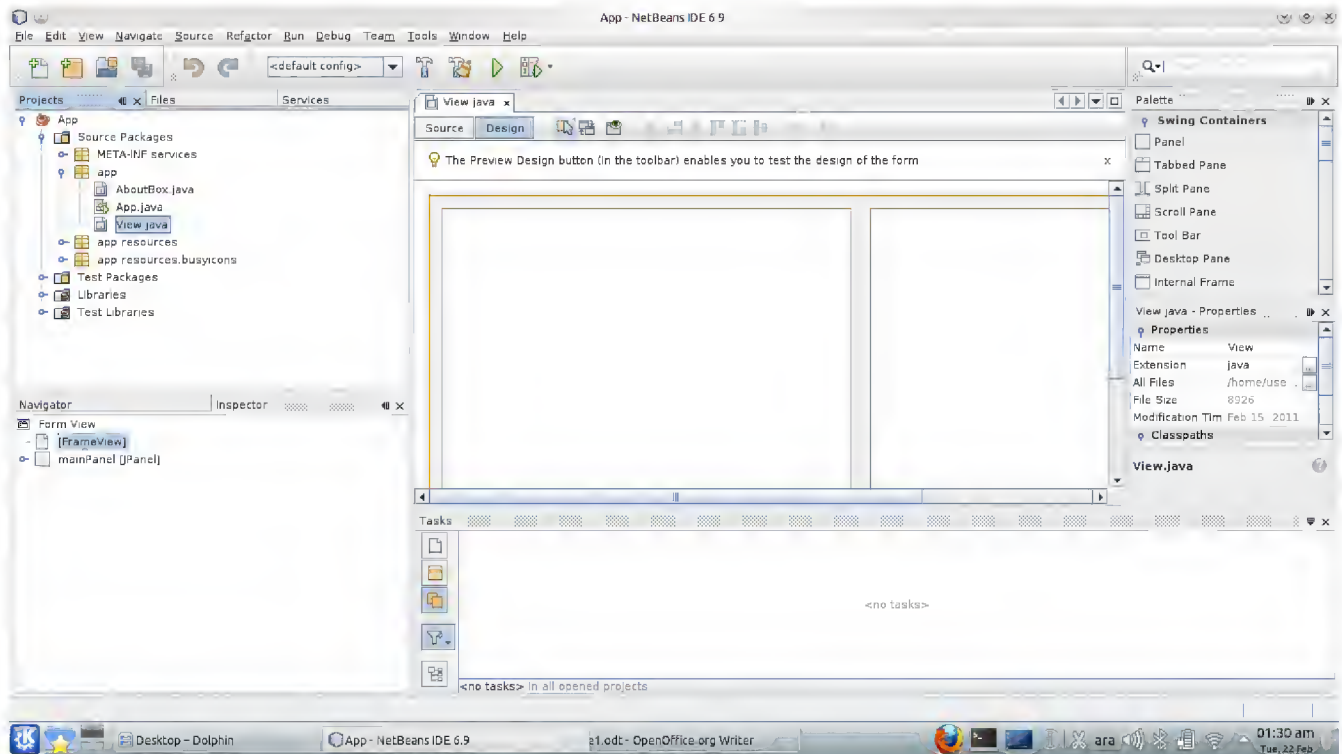 App - NetBeans IDE 6.9
File Edit View Navigate Source Refactor Run Debug Team Tools Window Help
<default config>
Projects Files Services
App
Source Packages
META-INF services
app
AboutBox.java
App.java
View java
app resources
app resources.busyicons
Test Packages
Libraries
Test Libraries
Navigator Inspector
Form View
[FrameView]
mainPanel [JPanel]
View java
Source Design
The Preview Design button (in the toolbar) enables you to test the design of the form
Palette
Swing Containers
Panel
Tabbed Pane
Split Pane
Scroll Pane
Tool Bar
Desktop Pane
Internal Frame
View java - Properties
Properties
Name View
Extension java
All Files /home/use
File Size 8926
Modification Tim Feb 15 2011
Classpaths
View.java
Tasks
<no tasks>
<no tasks> in all opened projects
Desktop – Dolphin
App - NetBeans IDE 6.9
e1.odt - OpenOffice.org Writer
ara
01:30 am
Tue, 22 Feb